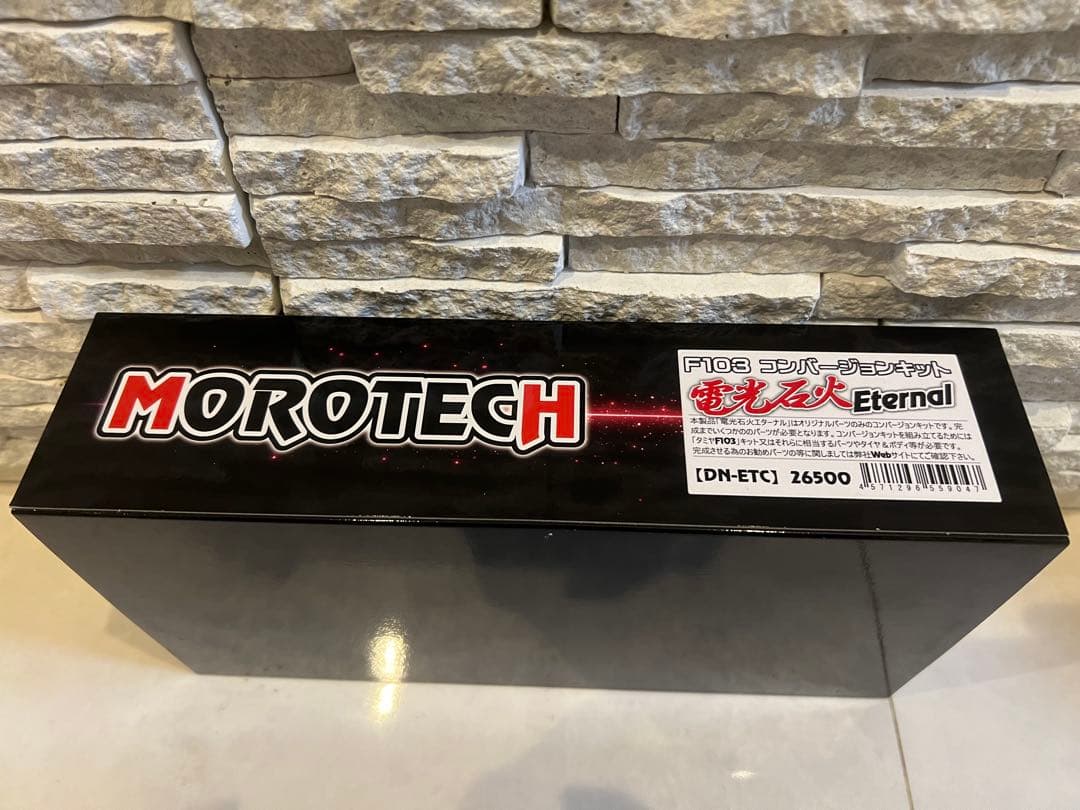 MOROTECH
F103 コンバージョンキット
電光石火 Eternal
本製品「電光石火エターナル」はオリジナルパーツのみのコンバージョンキットです。完
成までいくつかのパーツが必要となります。コンバージョンキットを組み立てるためには
「タミヤF103」キット又はそれらに相当するパーツやタイヤ&ボディ等が必要です。
完成させる為のお勧めパーツの等に関しましては弊社Webサイトにてご確認下さい。
【DN-ETC】 26500
4571296559047